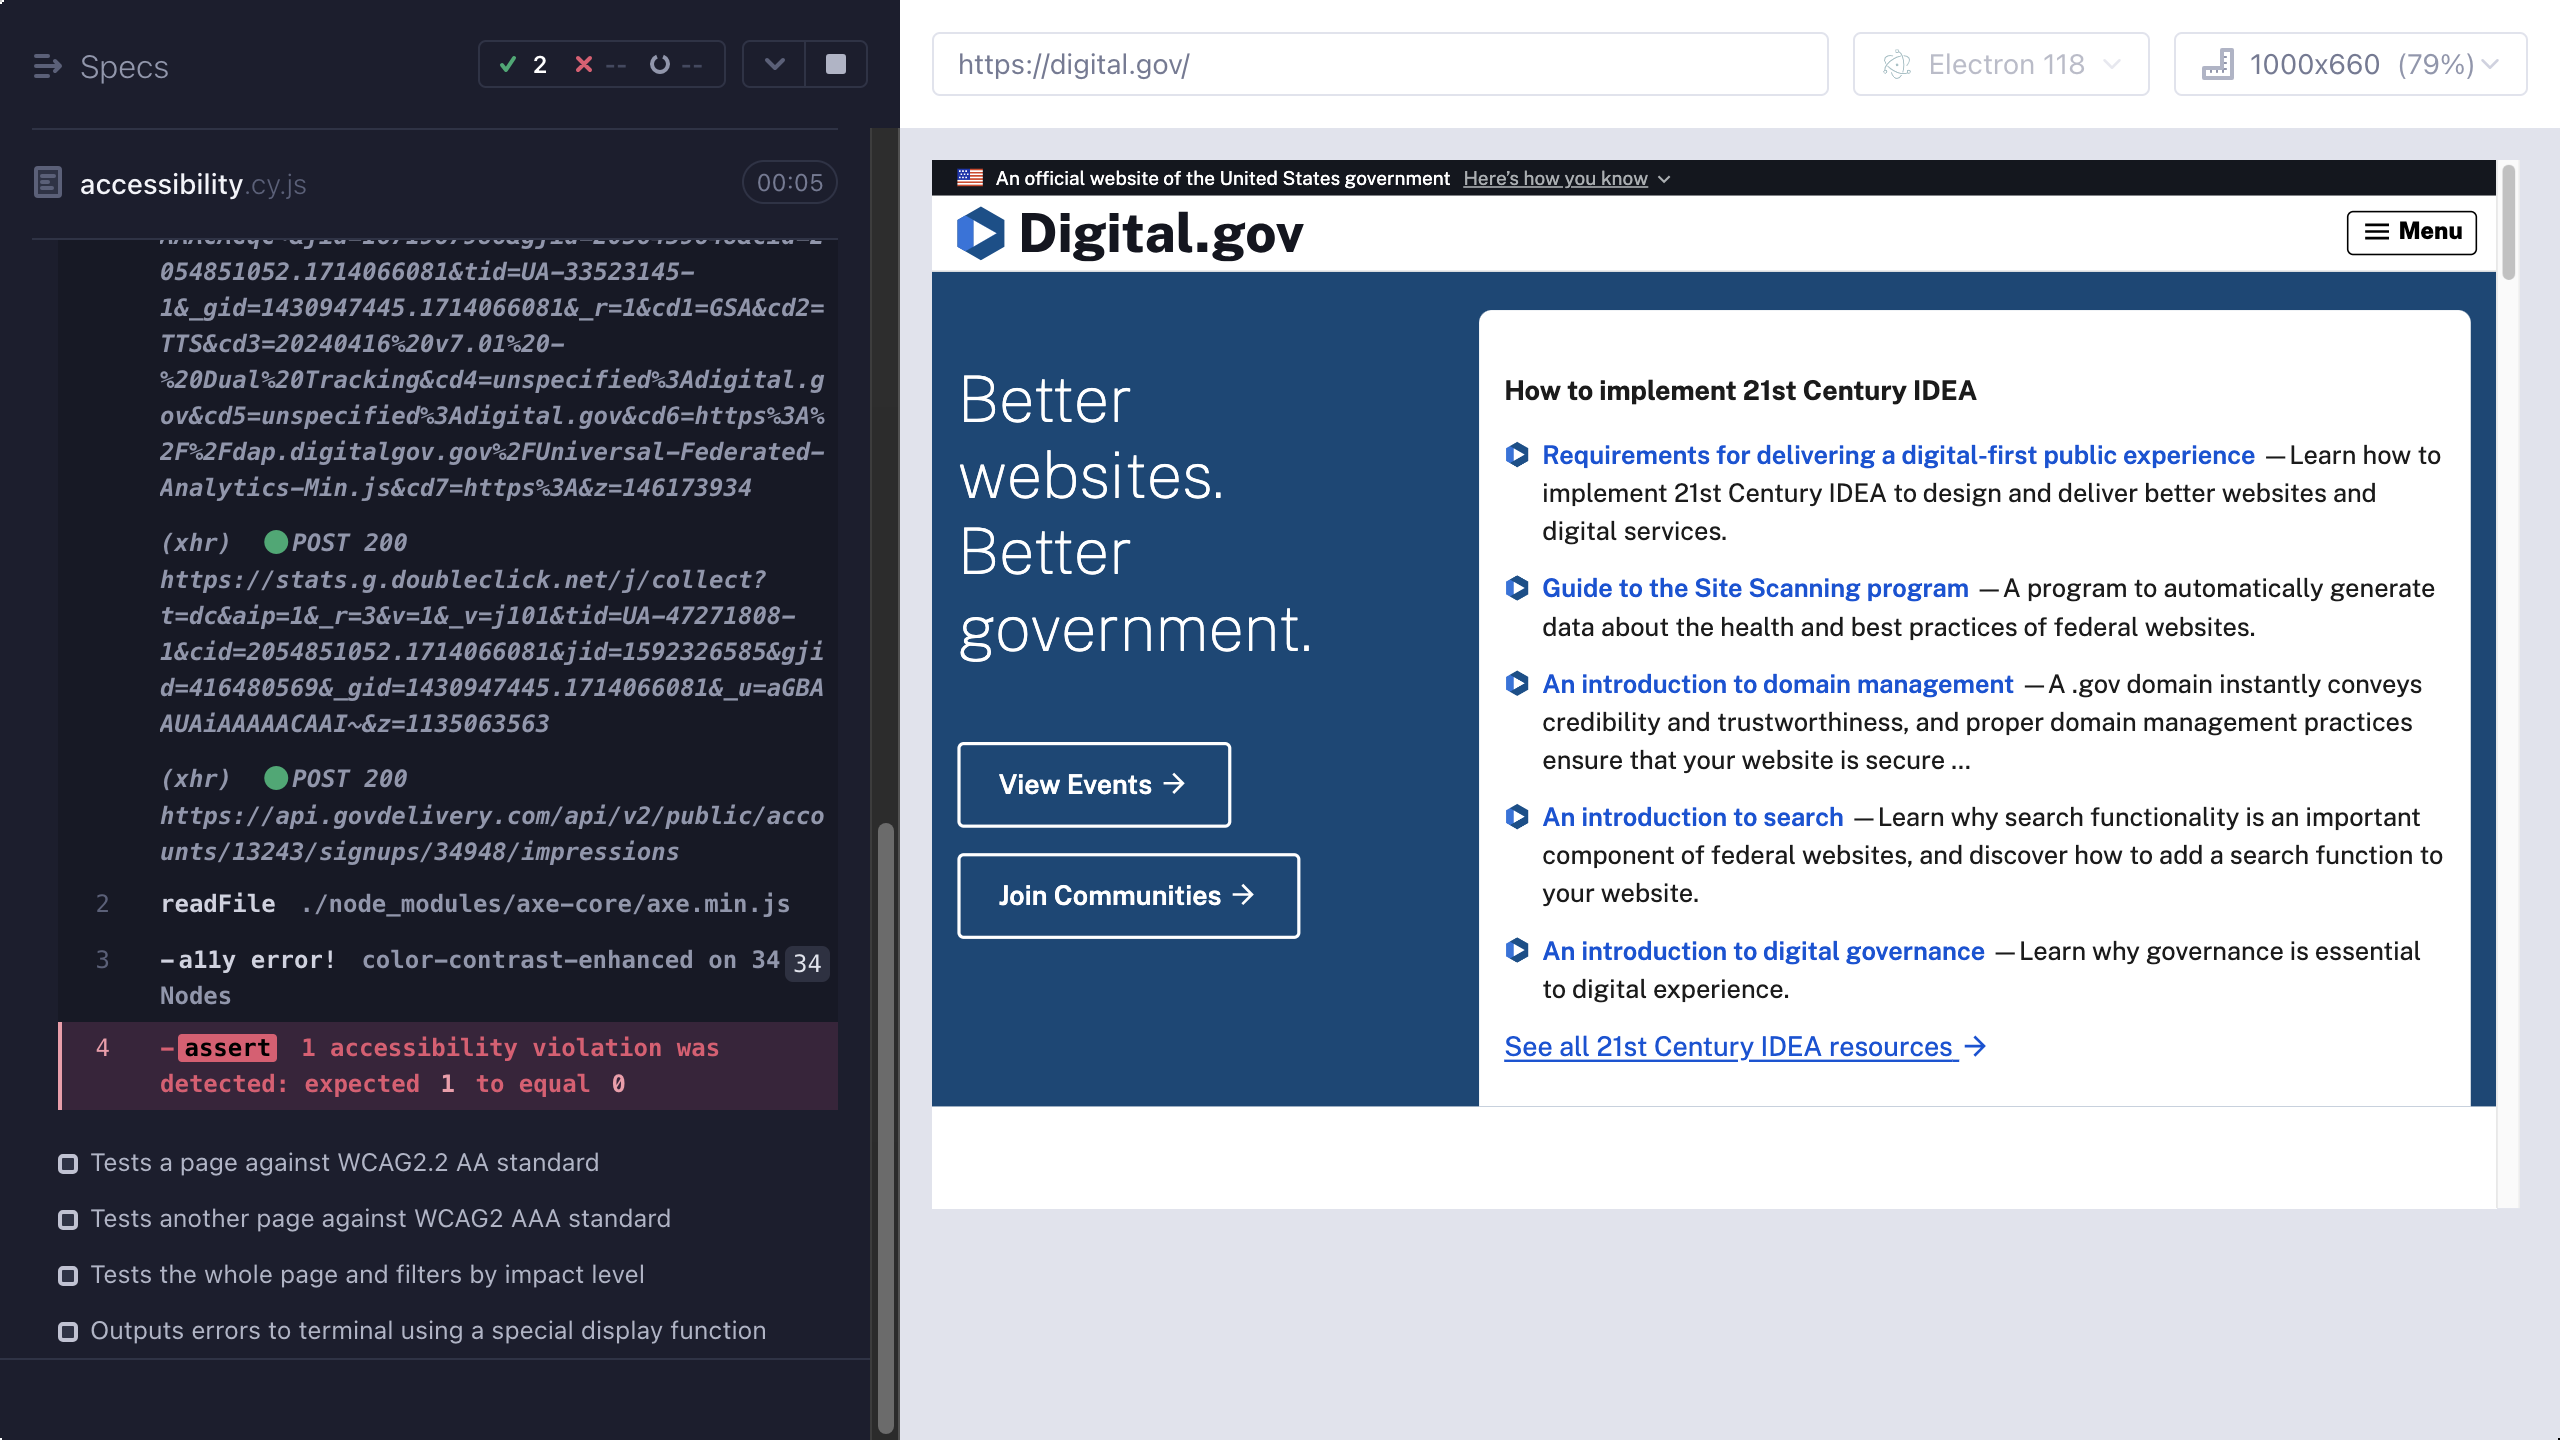 Specs
2
--
--
accessibility.cy.js
00:05
054851052.1714066081&tid=UA-33523145-
1&_gid=1430947445.1714066081&_r=1&cd1=GSA&cd2=
TTS&cd3=20240416%20v7.01%20-
%20Dual%20Tracking&cd4=unspecified%3Adigital.g
ov&cd5=unspecified%3Adigital.gov&cd6=https%3A%
2F%2Fdap.digitalgov.gov%2FUniversal-Federated-
Analytics-Min.js&cd7=https%3A&z=146173934
(xhr) POST 200
https://stats.g.doubleclick.net/j/collect?
t=dc&aip=1&_r=3&v=1&_v=j101&tid=UA-47271808-
1&cid=2054851052.1714066081&jid=1592326585&gji
d=416480569&_gid=1430947445.1714066081&_u=aGBA
AUAiAAAAACAAI~&z=1135063563
(xhr) POST 200
https://api.govdelivery.com/api/v2/public/acco
unts/13243/signups/34948/impressions
2 readFile ./node_modules/axe-core/axe.min.js
3 -a11y error! color-contrast-enhanced on 34 34
Nodes
4 -assert 1 accessibility violation was
detected: expected 1 to equal 0
Tests a page against WCAG2.2 AA standard
Tests another page against WCAG2 AAA standard
Tests the whole page and filters by impact level
Outputs errors to terminal using a special display function
https://digital.gov/
Electron 118
1000x660 (79%)
An official website of the United States government Here's how you know
Digital.gov
Menu
Better
websites.
Better
government.
View Events →
Join Communities →
How to implement 21st Century IDEA
Requirements for delivering a digital-first public experience —Learn how to
implement 21st Century IDEA to design and deliver better websites and
digital services.
Guide to the Site Scanning program —A program to automatically generate
data about the health and best practices of federal websites.
An introduction to domain management —A .gov domain instantly conveys
credibility and trustworthiness, and proper domain management practices
ensure that your website is secure ...
An introduction to search —Learn why search functionality is an important
component of federal websites, and discover how to add a search function to
your website.
An introduction to digital governance —Learn why governance is essential
to digital experience.
See all 21st Century IDEA resources →